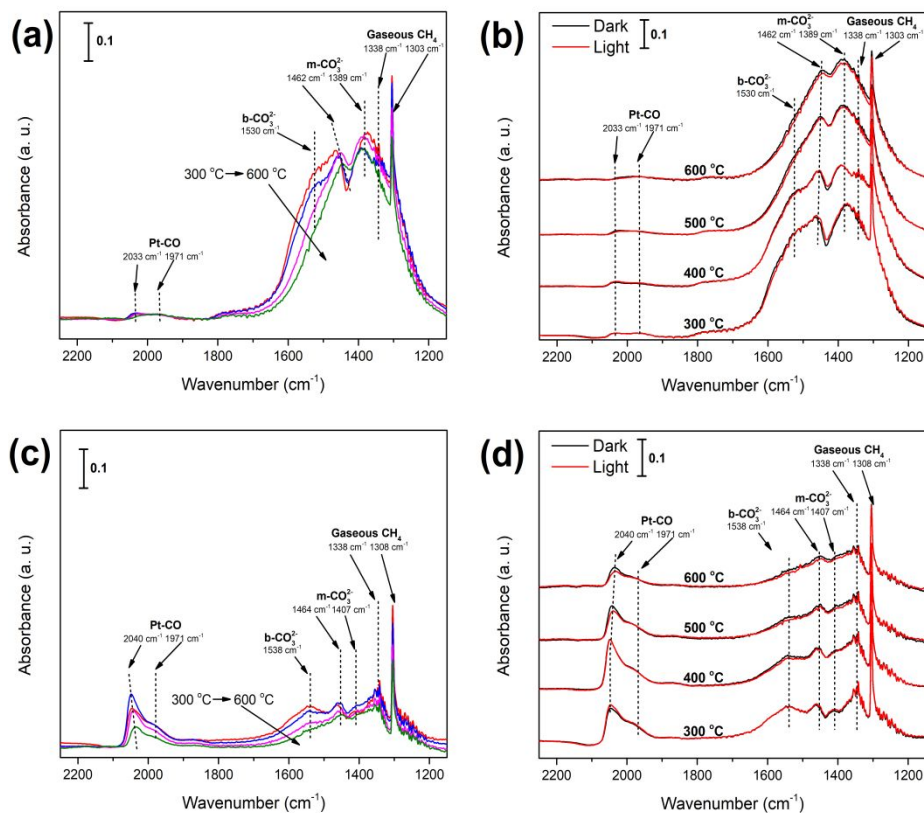 (a)
0.1
m-CO₃²⁻
1462 cm⁻¹ 1389 cm⁻¹
Gaseous CH₄
1338 cm⁻¹ 1303 cm⁻¹
b-CO₃²⁻
1530 cm⁻¹
300 °C → 600 °C
Pt-CO
2033 cm⁻¹ 1971 cm⁻¹
Absorbance (a. u.)
2200 2000 1800 1600 1400 1200
Wavenumber (cm⁻¹)
(b)
Dark
Light
0.1
m-CO₃²⁻
1462 cm⁻¹ 1389 cm⁻¹
Gaseous CH₄
1338 cm⁻¹ 1303 cm⁻¹
b-CO₃²⁻
1530 cm⁻¹
Pt-CO
2033 cm⁻¹ 1971 cm⁻¹
600 °C
500 °C
400 °C
300 °C
Absorbance (a. u.)
2200 2000 1800 1600 1400 1200
Wavenumber (cm⁻¹)
(c)
0.1
Gaseous CH₄
1338 cm⁻¹ 1308 cm⁻¹
m-CO₃²⁻
1464 cm⁻¹ 1407 cm⁻¹
b-CO₃²⁻
1538 cm⁻¹
Pt-CO
2040 cm⁻¹ 1971 cm⁻¹
300 °C → 600 °C
Absorbance (a. u.)
2200 2000 1800 1600 1400 1200
Wavenumber (cm⁻¹)
(d)
Dark
Light
0.1
Gaseous CH₄
1338 cm⁻¹ 1308 cm⁻¹
m-CO₃²⁻
1464 cm⁻¹ 1407 cm⁻¹
b-CO₃²⁻
1538 cm⁻¹
Pt-CO
2040 cm⁻¹ 1971 cm⁻¹
600 °C
500 °C
400 °C
300 °C
Absorbance (a. u.)
2200 2000 1800 1600 1400 1200
Wavenumber (cm⁻¹)